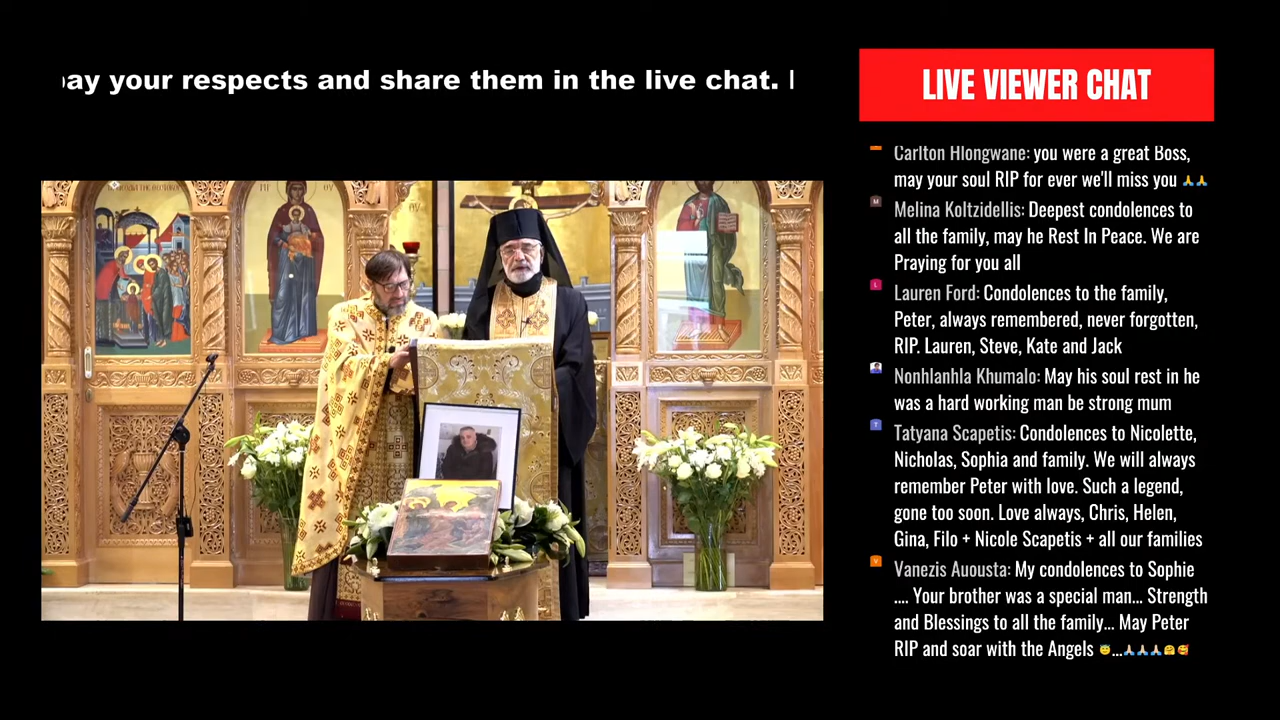 pay your respects and share them in the live chat.
LIVE VIEWER CHAT
Carlton Hlongwane: you were a great Boss,
may your soul RIP for ever we'll miss you 🙏🙏
M
Melina Koltzidellis: Deepest condolences to
all the family, may he Rest In Peace. We are
Praying for you all
L
Lauren Ford: Condolences to the family,
Peter, always remembered, never forgotten,
RIP. Lauren, Steve, Kate and Jack
Nonhlanhla Khumalo: May his soul rest in he
was a hard working man be strong mum
T
Tatyana Scapetis: Condolences to Nicolette,
Nicholas, Sophia and family. We will always
remember Peter with love. Such a legend,
gone too soon. Love always, Chris, Helen,
Gina, Filo + Nicole Scapetis + all our families
V
Vanezis Auousta: My condolences to Sophie
.... Your brother was a special man... Strength
and Blessings to all the family... May Peter
RIP and soar with the Angels 😇...🙏🙏🙏🤗🥰